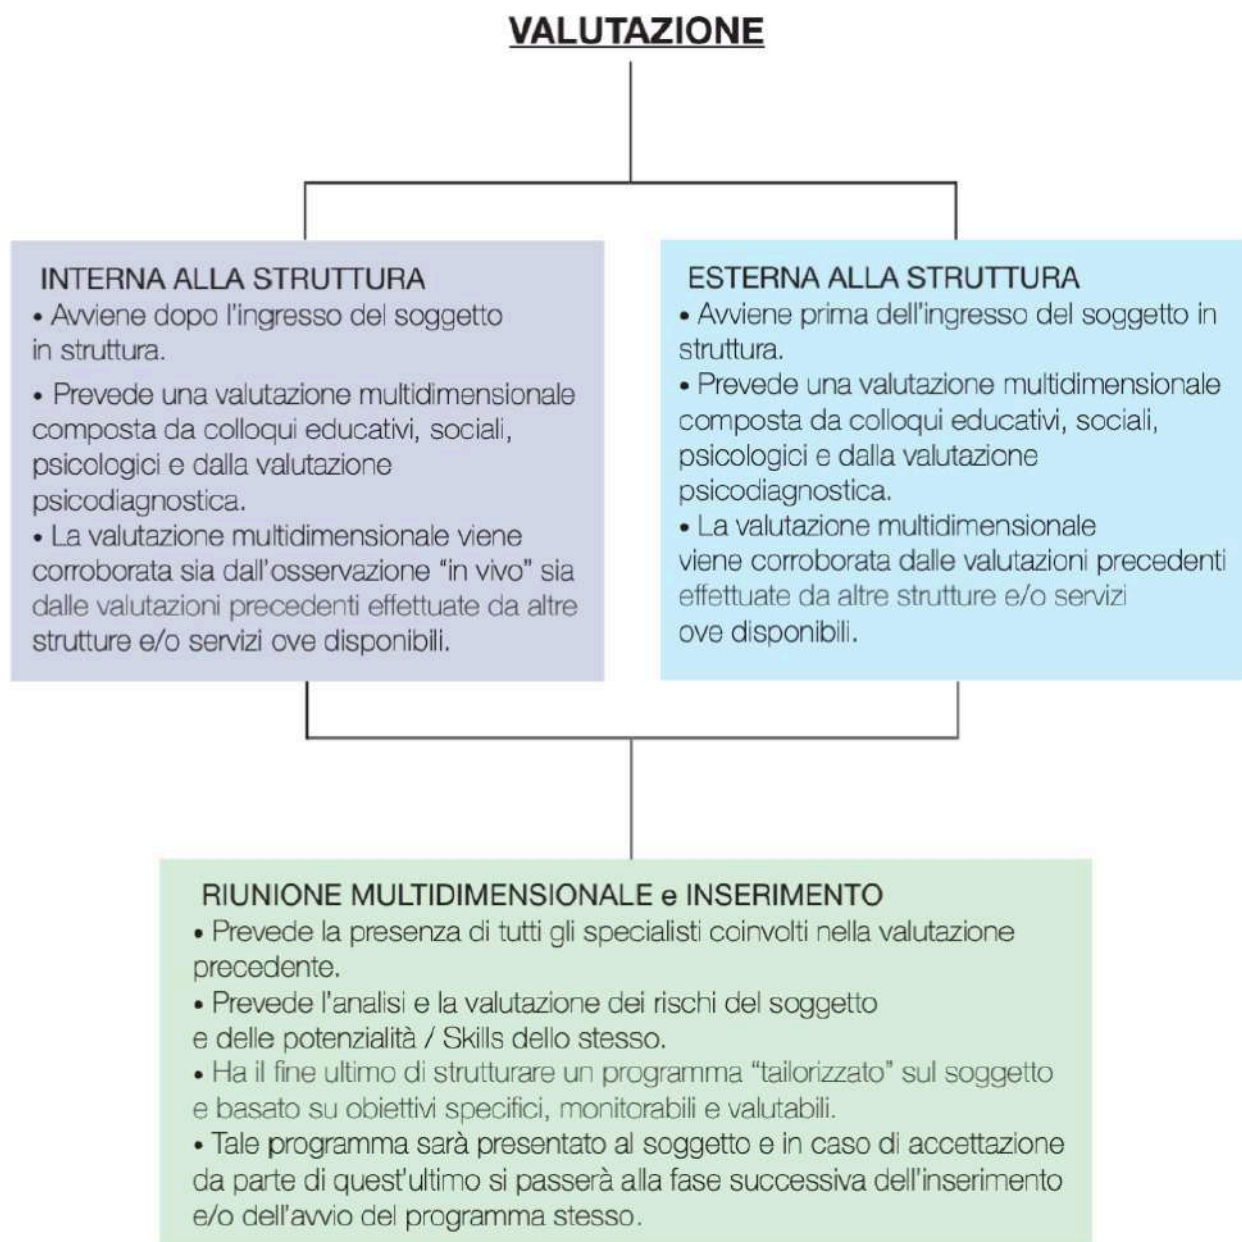 VALUTAZIONE
INTERNA ALLA STRUTTURA
• Avviene dopo l'ingresso del soggetto
in struttura.
• Prevede una valutazione multidimensionale
composta da colloqui educativi, sociali,
psicologici e dalla valutazione
psicodiagnostica.
• La valutazione multidimensionale viene
corroborata sia dall'osservazione "in vivo" sia
dalle valutazioni precedenti effettuate da altre
strutture e/o servizi ove disponibili.
ESTERNA ALLA STRUTTURA
• Avviene prima dell'ingresso del soggetto in
struttura.
• Prevede una valutazione multidimensionale
composta da colloqui educativi, sociali,
psicologici e dalla valutazione
psicodiagnostica.
• La valutazione multidimensionale
viene corroborata dalle valutazioni precedenti
effettuate da altre strutture e/o servizi
ove disponibili.
RIUNIONE MULTIDIMENSIONALE e INSERIMENTO
• Prevede la presenza di tutti gli specialisti coinvolti nella valutazione
precedente.
• Prevede l'analisi e la valutazione dei rischi del soggetto
e delle potenzialità / Skills dello stesso.
• Ha il fine ultimo di strutturare un programma "tailorizzato" sul soggetto
e basato su obiettivi specifici, monitorabili e valutabili.
• Tale programma sarà presentato al soggetto e in caso di accettazione
da parte di quest'ultimo si passerà alla fase successiva dell'inserimento
e/o dell'avvio del programma stesso.